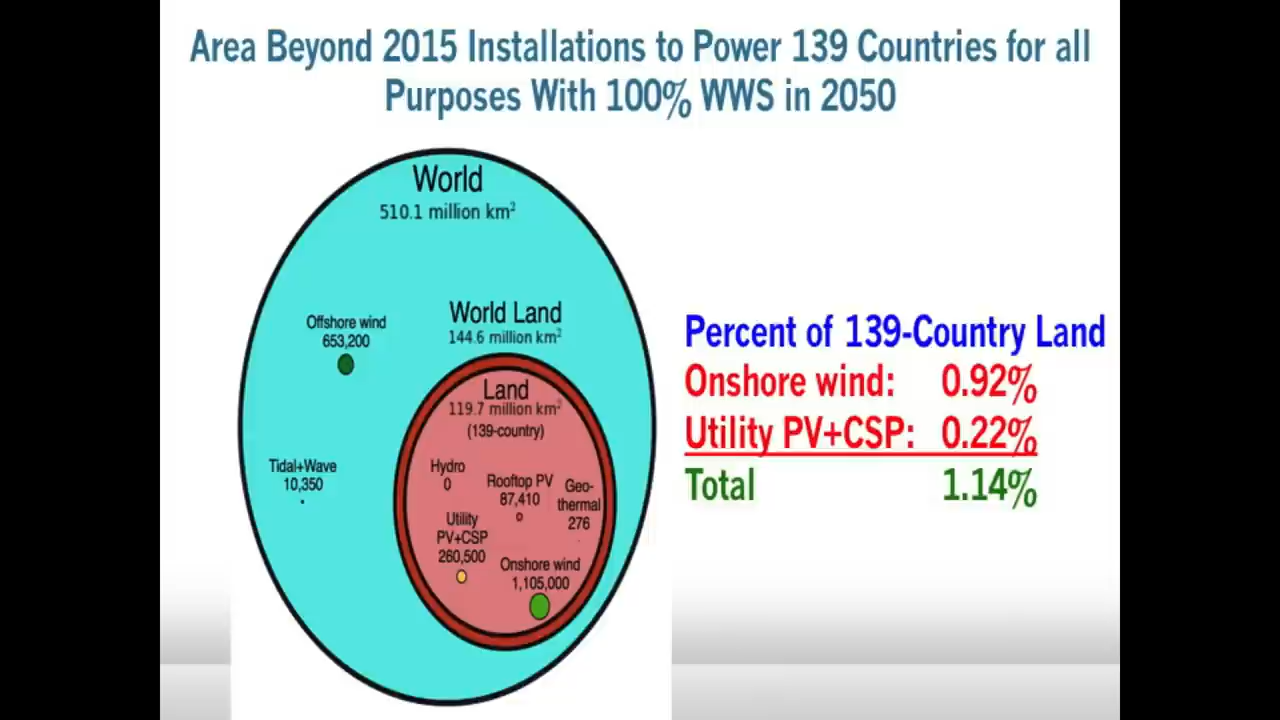 Area Beyond 2015 Installations to Power 139 Countries for all
Purposes With 100% WWS in 2050
World
510.1 million km²
Offshore wind
653,200
World Land
144.6 million km²
Tidal+Wave
10,350
Land
119.7 million km²
(139-country)
Hydro
0
Rooftop PV
87,410
Geo-
thermal
276
Utility
PV+CSP
260,500
Onshore wind
1,105,000
Percent of 139-Country Land
Onshore wind: 0.92%
Utility PV+CSP: 0.22%
Total 1.14%